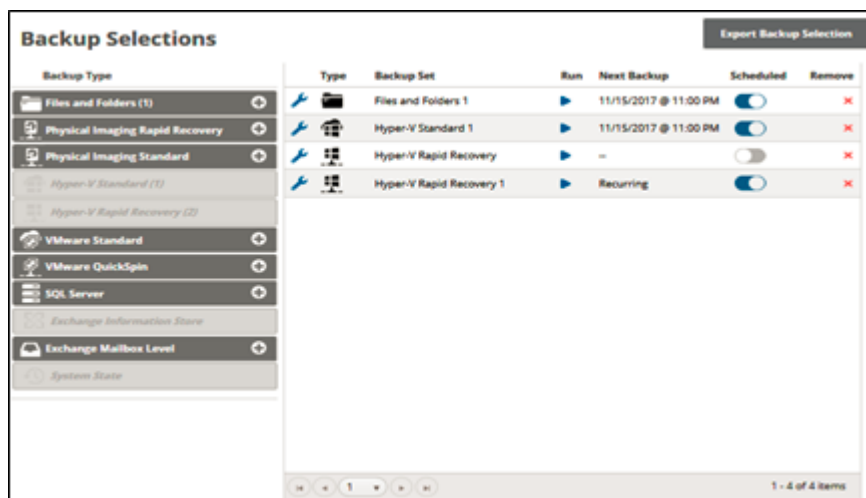 Backup Selections
Export Backup Selection
Backup Type
Files and Folders (1)
Physical Imaging Rapid Recovery
Physical Imaging Standard
Hyper-V Standard (1)
Hyper-V Rapid Recovery (2)
VMware Standard
VMware QuickSpin
SQL Server
Exchange Information Store
Exchange Mailbox Level
System State
Type Backup Set Run Next Backup Scheduled Remove
Files and Folders 1 11/15/2017 @ 11:00 PM
Hyper-V Standard 1 11/15/2017 @ 11:00 PM
Hyper-V Rapid Recovery --
Hyper-V Rapid Recovery 1 Recurring
1
1 - 4 of 4 items